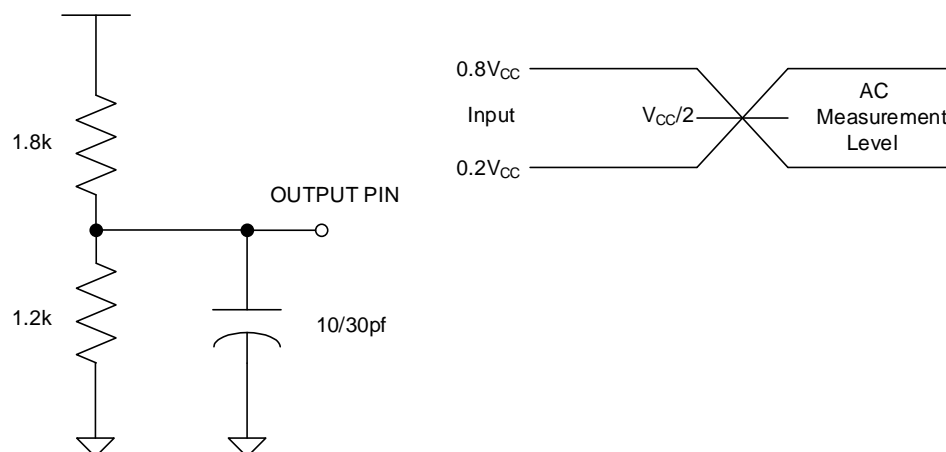 1.8k
OUTPUT PIN
1.2k
10/30pf
0.8VCC
Input
VCC/2
0.2VCC
AC
Measurement
Level